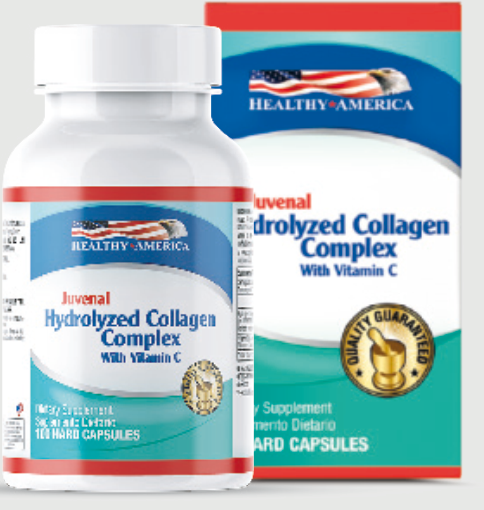 HEALTHY★AMERICA
Juvenal
Hydrolyzed Collagen
Complex
With Vitamin C
Dietary Supplement
Suplemento Dietario
100 HARD CAPSULES
HEALTHY★AMERICA
Juvenal
drolyzed Collagen
Complex
With Vitamin C
QUALITY GUARANTEED
y Supplement
mento Dietario
ARD CAPSULES